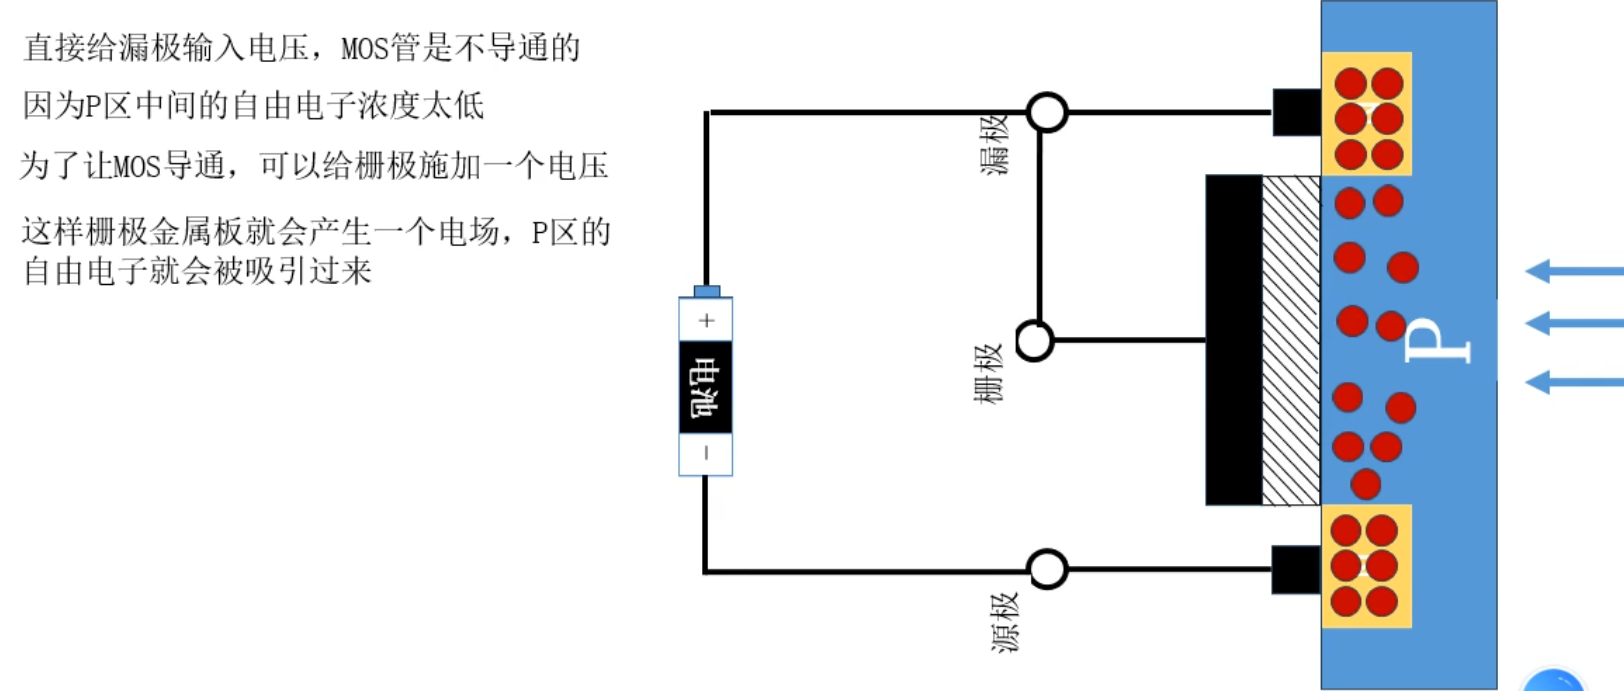 直接给漏极输入电压，MOS管是不导通的
因为P区中间的自由电子浓度太低
为了让MOS导通，可以给栅极施加一个电压
这样栅极金属板就会产生一个电场，P区的
自由电子就会被吸引过来
漏极
+
电池
-
栅极
源极
P